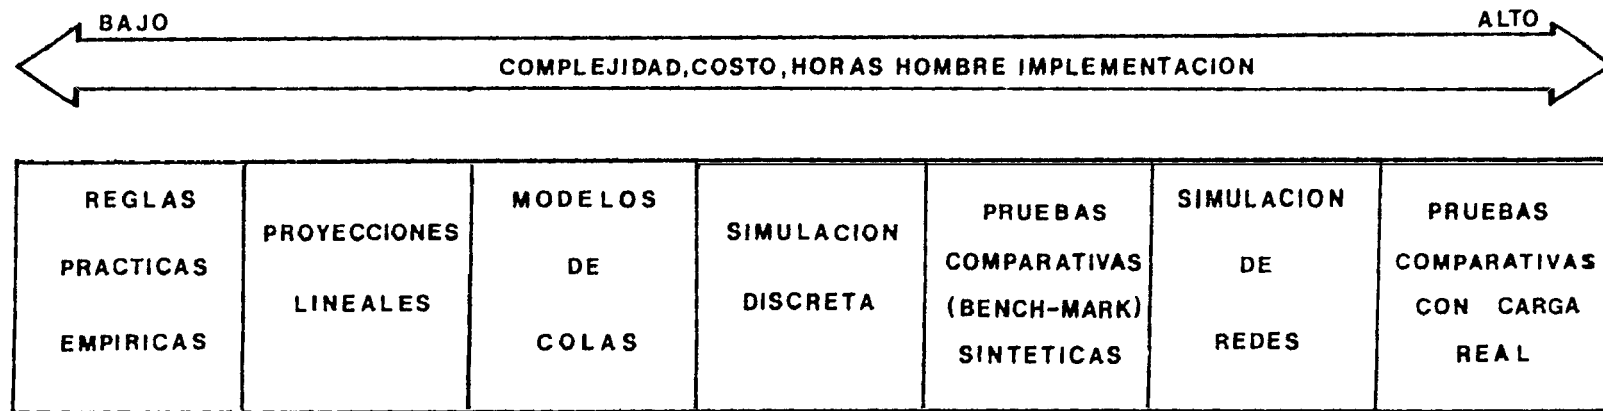 BAJO
ALTO
COMPLEJIDAD,COSTO,HORAS HOMBRE IMPLEMENTACION
REGLAS
PRACTICAS
EMPIRICAS
PROYECCIONES
LINEALES
MODELOS
DE
COLAS
SIMULACION
DISCRETA
PRUEBAS
COMPARATIVAS
(BENCH-MARK)
SINTETICAS
SIMULACION
DE
REDES
PRUEBAS
COMPARATIVAS
CON CARGA
REAL